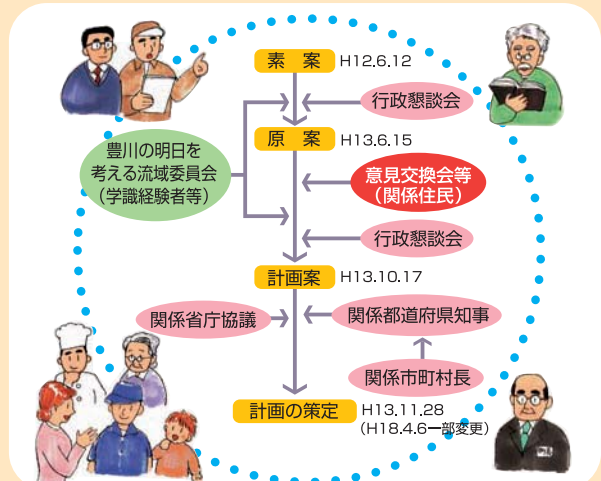 素 案 H12.6.12
行政懇談会
原 案 H13.6.15
豊川の明日を
考える流域委員会
(学識経験者等)
意見交換会等
(関係住民)
行政懇談会
計画案 H13.10.17
関係省庁協議
関係都道府県知事
関係市町村長
計画の策定 H13.11.28
(H18.4.6一部変更)